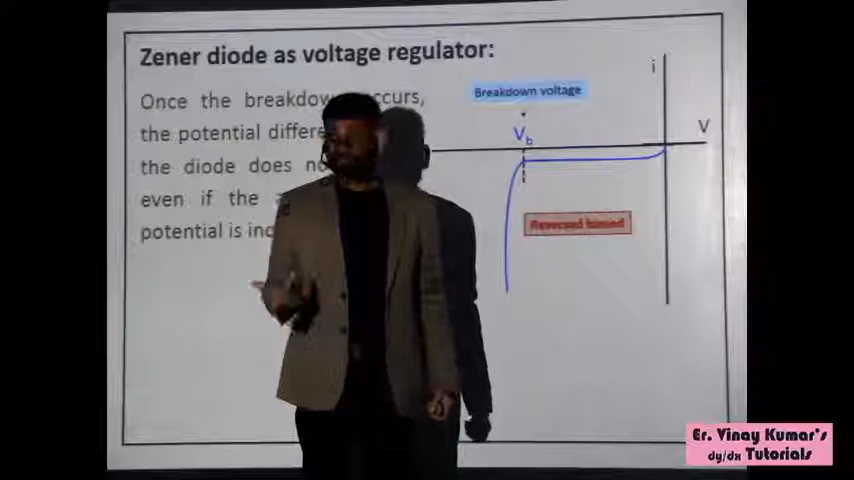 Zener diode as voltage regulator:
Once the breakdow occurs,
the potential differ
the diode does no
even if the
potential is inc
Breakdown voltage
V_b
i
V
Reversed biased
Er. Vinay Kumar's
dy/dx Tutorials